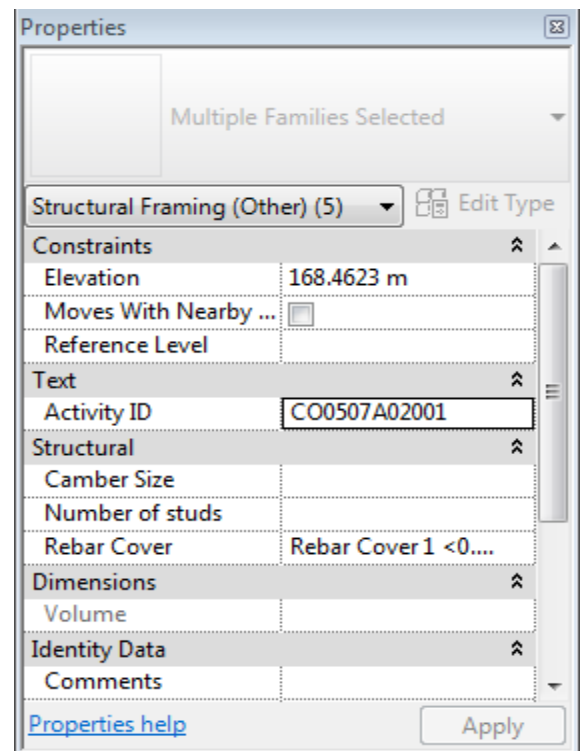 Properties
Multiple Families Selected
Structural Framing (Other) (5) Edit Type
Constraints
Elevation 168.4623 m
Moves With Nearby ...
Reference Level
Text
Activity ID CO0507A02001
Structural
Camber Size
Number of studs
Rebar Cover Rebar Cover 1 <0....
Dimensions
Volume
Identity Data
Comments
Properties help Apply